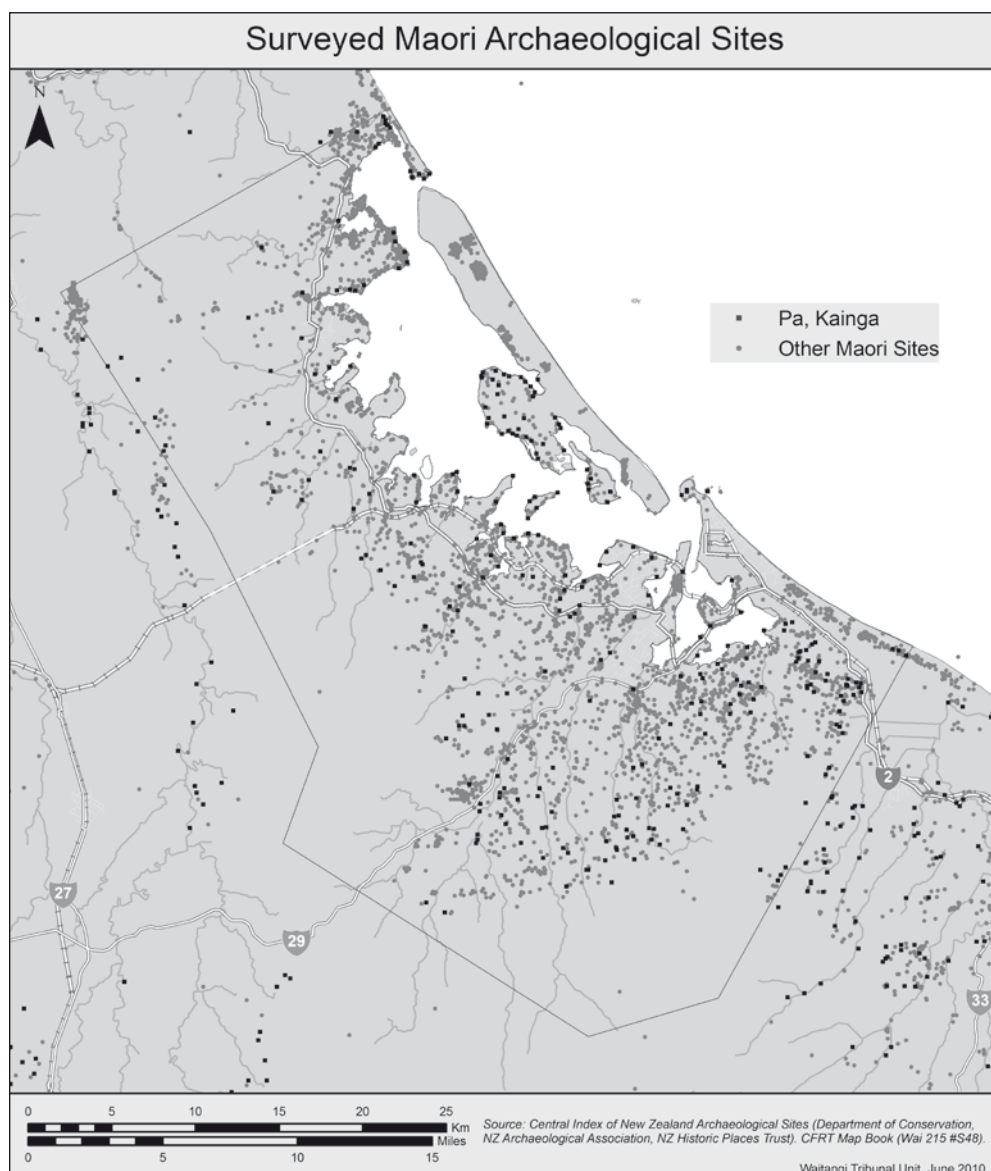 Surveyed Maori Archaeological Sites
N
Pa, Kainga
Other Maori Sites
2
27
29
33
0 5 10 15 20 25
Km
Miles
0 5 10 15
Source: Central Index of New Zealand Archaeological Sites (Department of Conservation,
NZ Archaeological Association, NZ Historic Places Trust). CFRT Map Book (Wai 215 #S48).
Waitangi Tribunal Unit, June 2010